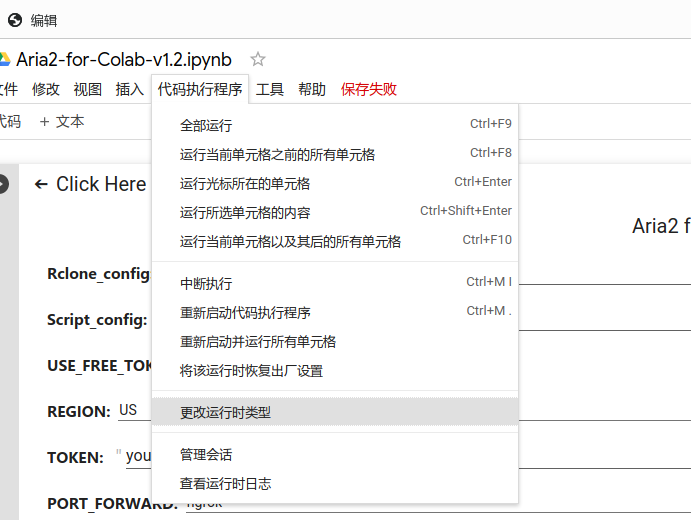 编辑
Aria2-for-Colab-v1.2.ipynb
文件 修改 视图 插入 代码执行程序 工具 帮助 保存失败
代码 + 文本
全部运行 Ctrl+F9
运行当前单元格之前的所有单元格 Ctrl+F8
运行光标所在的单元格 Ctrl+Enter
运行所选单元格的内容 Ctrl+Shift+Enter
运行当前单元格以及其后的所有单元格 Ctrl+F10
中断执行 Ctrl+M I
重新启动代码执行程序 Ctrl+M .
重新启动并运行所有单元格
将该运行时恢复出厂设置
更改运行时类型
管理会话
查看运行时日志
← Click Here
Aria2 f
Rclone_config
Script_config:
USE_FREE_TOK
REGION: US
TOKEN: " you
PORT_FORWARD: ngrok